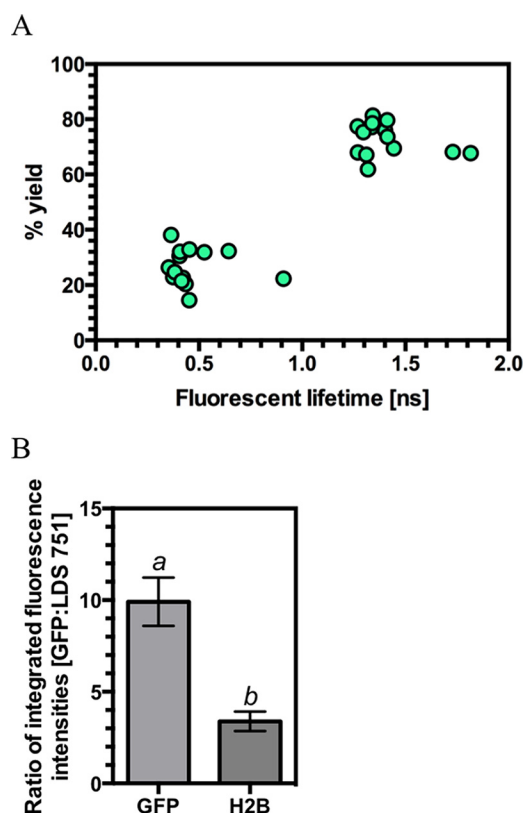 A
100
80
60
40
20
0
% yield
0.0 0.5 1.0 1.5 2.0
Fluorescent lifetime [ns]
B
Ratio of integrated fluorescence
intensities [GFP:LDS 751]
15
10
5
0
a
b
GFP H2B